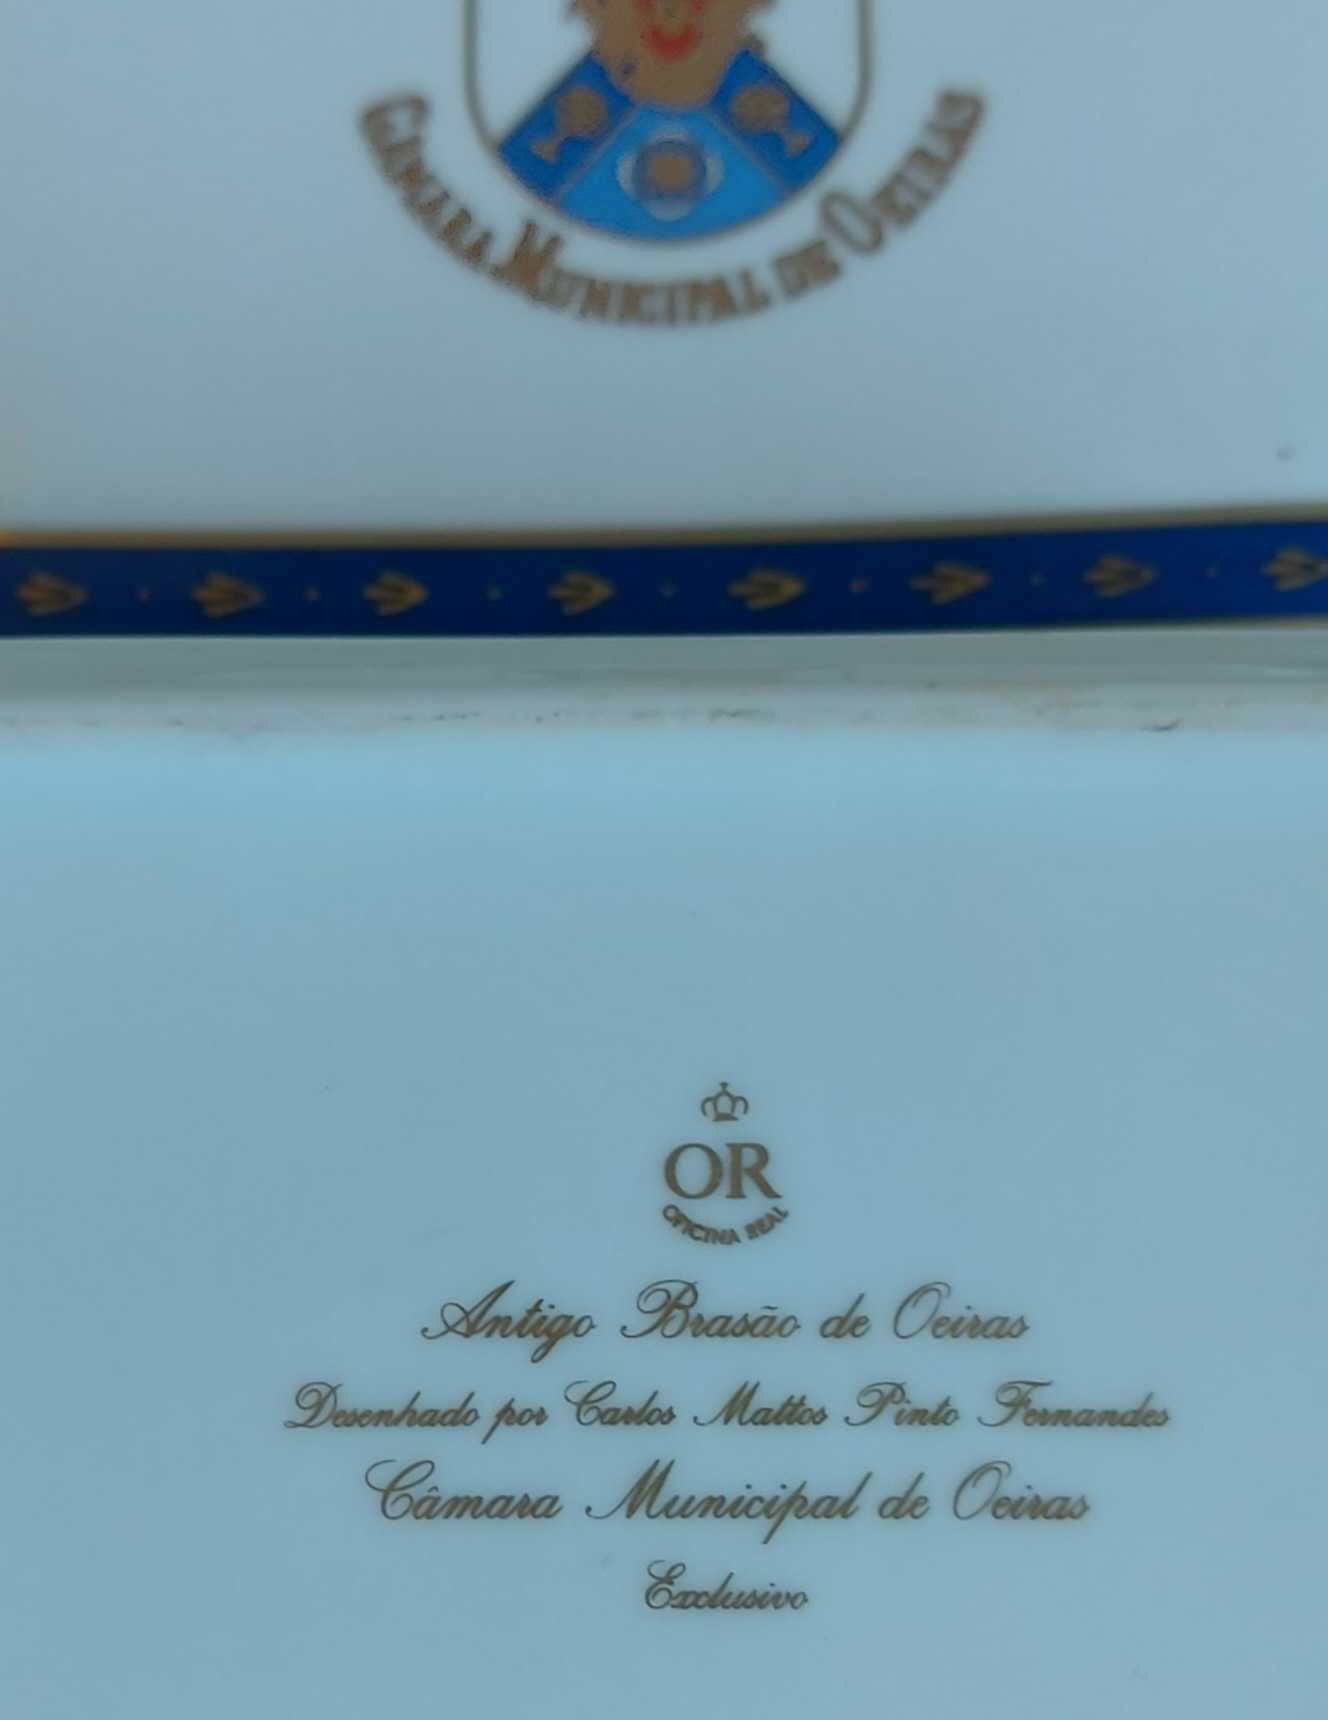 CÂMARA MUNICIPAL DE OEIRAS
OR
OFICINA REAL
Antigo Brasão de Oeiras
Desenhado por Carlos Mattos Pinto Fernandes
Câmara Municipal de Oeiras
Exclusivo